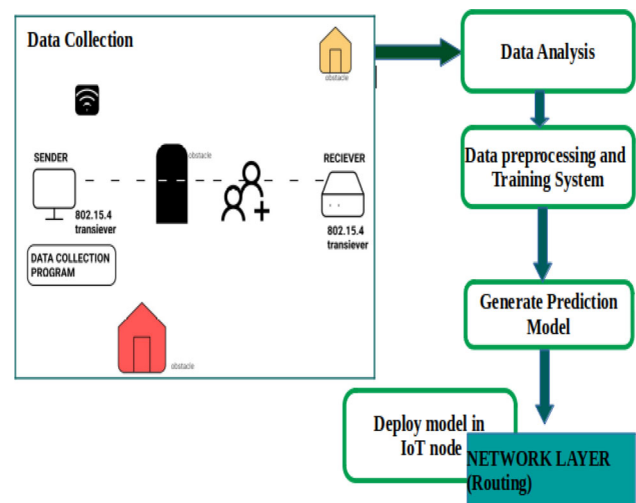 Data Collection
obstacle
SENDER
obstacle
RECIEVER
802.15.4
transiever
802.15.4
transiever
DATA COLLECTION
PROGRAM
obstacle
Data Analysis
Data preprocessing and
Training System
Generate Prediction
Model
Deploy model in
IoT node
NETWORK LAYER
(Routing)